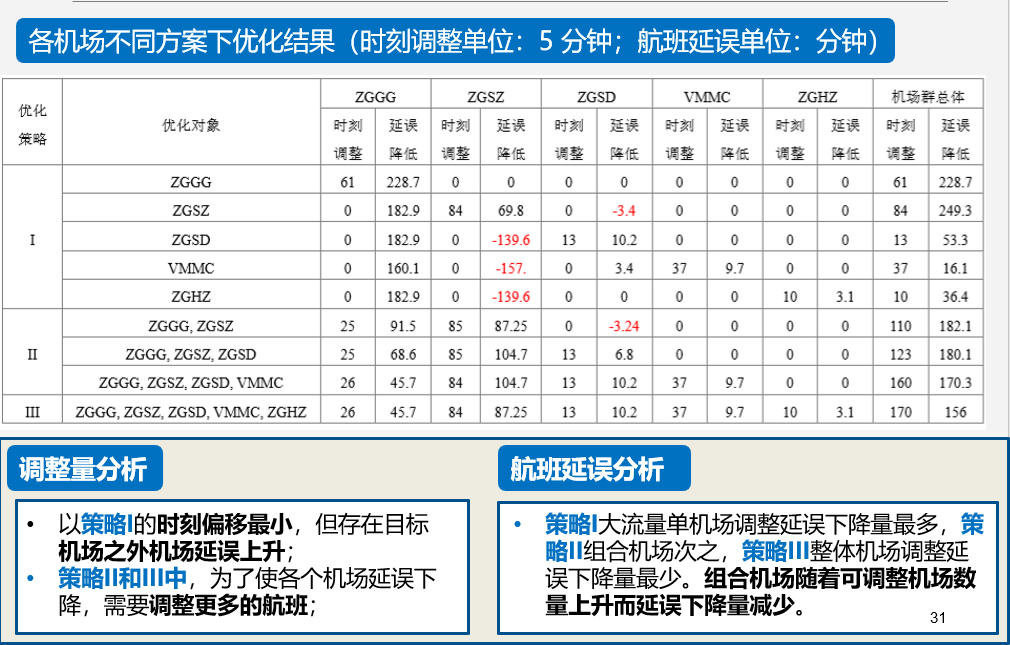 各机场不同方案下优化结果（时刻调整单位：5 分钟；航班延误单位：分钟）
优化策略 优化对象 ZGGG ZGSZ ZGSD VMMC ZGHZ 机场群总体
时刻调整 延误降低 时刻调整 延误降低 时刻调整 延误降低 时刻调整 延误降低 时刻调整 延误降低 时刻调整 延误降低
I ZGGG 61 228.7 0 0 0 0 0 0 0 0 61 228.7
ZGSZ 0 182.9 84 69.8 0 -3.4 0 0 0 0 84 249.3
ZGSD 0 182.9 0 -139.6 13 10.2 0 0 0 0 13 53.3
VMMC 0 160.1 0 -157. 0 3.4 37 9.7 0 0 37 16.1
ZGHZ 0 182.9 0 -139.6 0 0 0 0 10 3.1 10 36.4
II ZGGG, ZGSZ 25 91.5 85 87.25 0 -3.24 0 0 0 0 110 182.1
ZGGG, ZGSZ, ZGSD 25 68.6 85 104.7 13 6.8 0 0 0 0 123 180.1
ZGGG, ZGSZ, ZGSD, VMMC 26 45.7 84 104.7 13 10.2 37 9.7 0 0 160 170.3
III ZGGG, ZGSZ, ZGSD, VMMC, ZGHZ 26 45.7 84 87.25 13 10.2 37 9.7 10 3.1 170 156
调整量分析
• 以策略I的时刻偏移最小，但存在目标
机场之外机场延误上升；
• 策略II和III中，为了使各个机场延误下
降，需要调整更多的航班；
航班延误分析
• 策略I大流量单机场调整延误下降量最多，策
略II组合机场次之，策略III整体机场调整延
误下降量最少。组合机场随着可调整机场数
量上升而延误下降量减少。
31